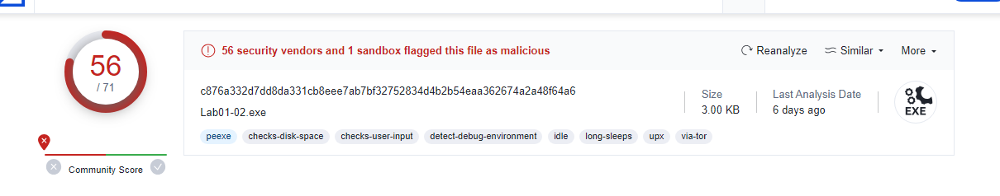 56 security vendors and 1 sandbox flagged this file as malicious
Reanalyze
Similar
More
56
/ 71
c876a332d7dd8da331cb8eee7ab7bf32752834d4b2b54eaa362674a2a48f64a6
Lab01-02.exe
Size
3.00 KB
Last Analysis Date
6 days ago
EXE
peexe checks-disk-space checks-user-input detect-debug-environment idle long-sleeps upx via-tor
Community Score